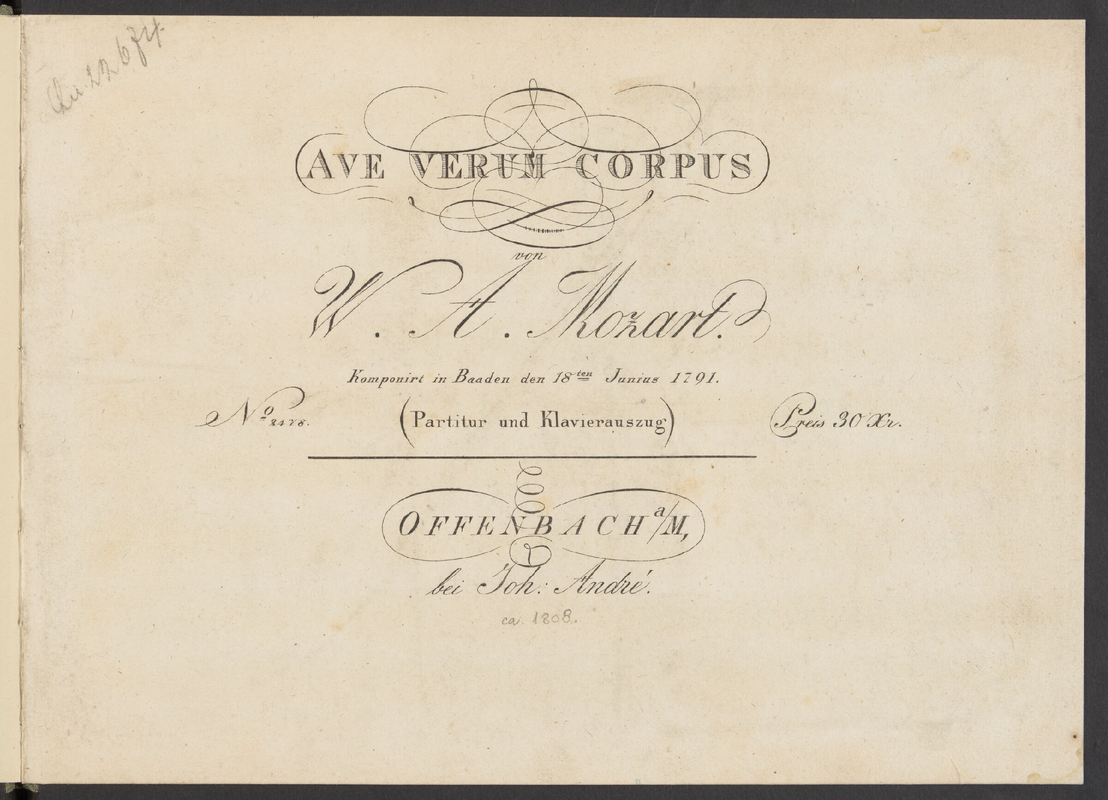 AVE VERUM CORPUS
von
W. A. Mozart.
Komponirt in Baaden den 18ten Junius 1791.
No
(Partitur und Klavierauszug)
Preis 30 Xr.
OFFENBACH a/M,
bei Joh: André.
ca. 1808.